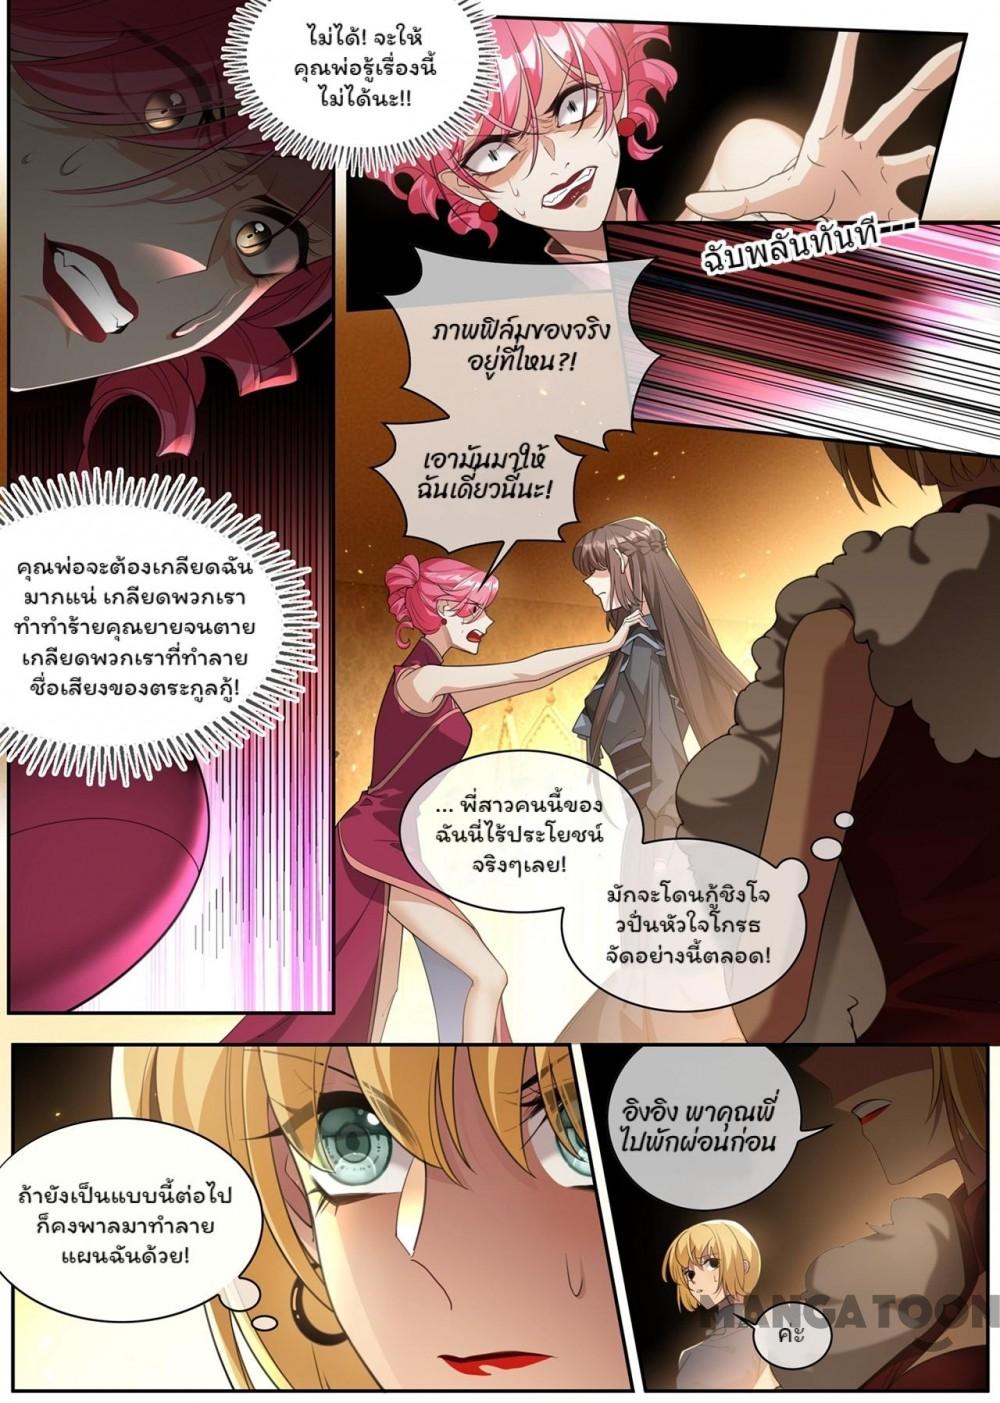 ไม่ได้! จะให้
คุณพ่อรู้เรื่องนี้
ไม่ได้นะ!!
ฉับพลันทันที---
ภาพฟิล์มของจริง
อยู่ที่ไหน?!
เอามันมาให้
ฉันเดี๋ยวนี้นะ!
คุณพ่อจะต้องเกลียดฉัน
มากแน่ เกลียดพวกเรา
ทำทำร้ายคุณยายจนตาย
เกลียดพวกเราที่ทำลาย
ชื่อเสียงของตระกูลกู้!
... พี่สาวคนนี้ของ
ฉันนี่ไร้ประโยชน์
จริงๆเลย!
มักจะโดนกู้ชิงโจ
วปั่นหัวใจโกรธ
จัดอย่างนี้ตลอด!
ถ้ายังเป็นแบบนี้ต่อไป
ก็คงพาลมาทำลาย
แผนฉันด้วย!
อิงอิง พาคุณพี่
ไปพักผ่อนก่อน
คะ
MANGATOON